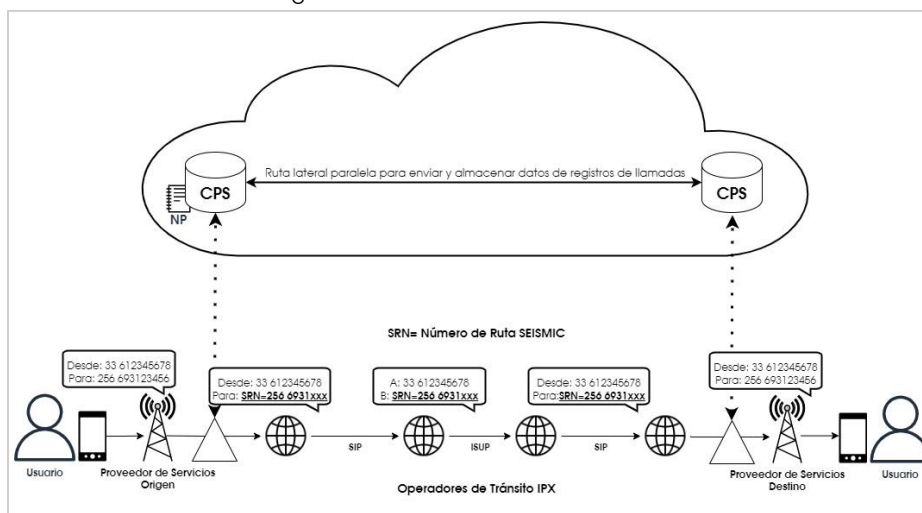 Ruta lateral paralela para enviar y almacenar datos de registros de llamadas
CPS
CPS
NP
SRN= Número de Ruta SEISMIC
Desde: 33 612345678
Para: 256 693123456
Desde: 33 612345678
Para: SRN=256 6931xxx
A: 33 612345678
B: SRN=256 6931xxx
Desde: 33 612345678
Para:SRN=256 6931xxx
Desde: 33 612345678
Para: 256 693123456
SIP
ISUP
SIP
Usuario
Proveedor de Servicios
Origen
Operadores de Tránsito IPX
Proveedor de Servicios
Destino
Usuario